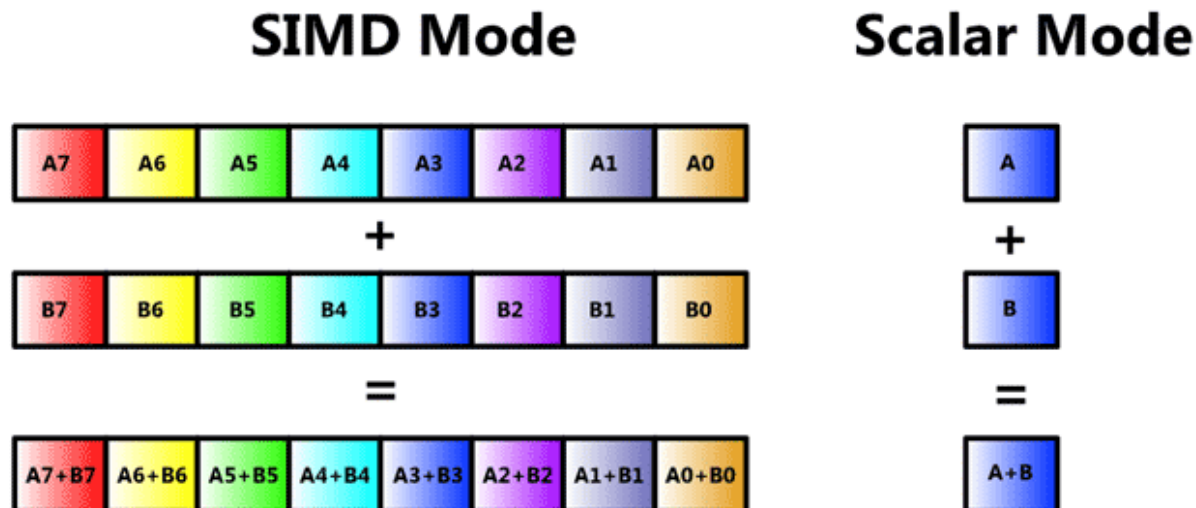 SIMD Mode Scalar Mode
A7 A6 A5 A4 A3 A2 A1 A0 A
+ +
B7 B6 B5 B4 B3 B2 B1 B0 B
= =
A7+B7 A6+B6 A5+B5 A4+B4 A3+B3 A2+B2 A1+B1 A0+B0 A+B